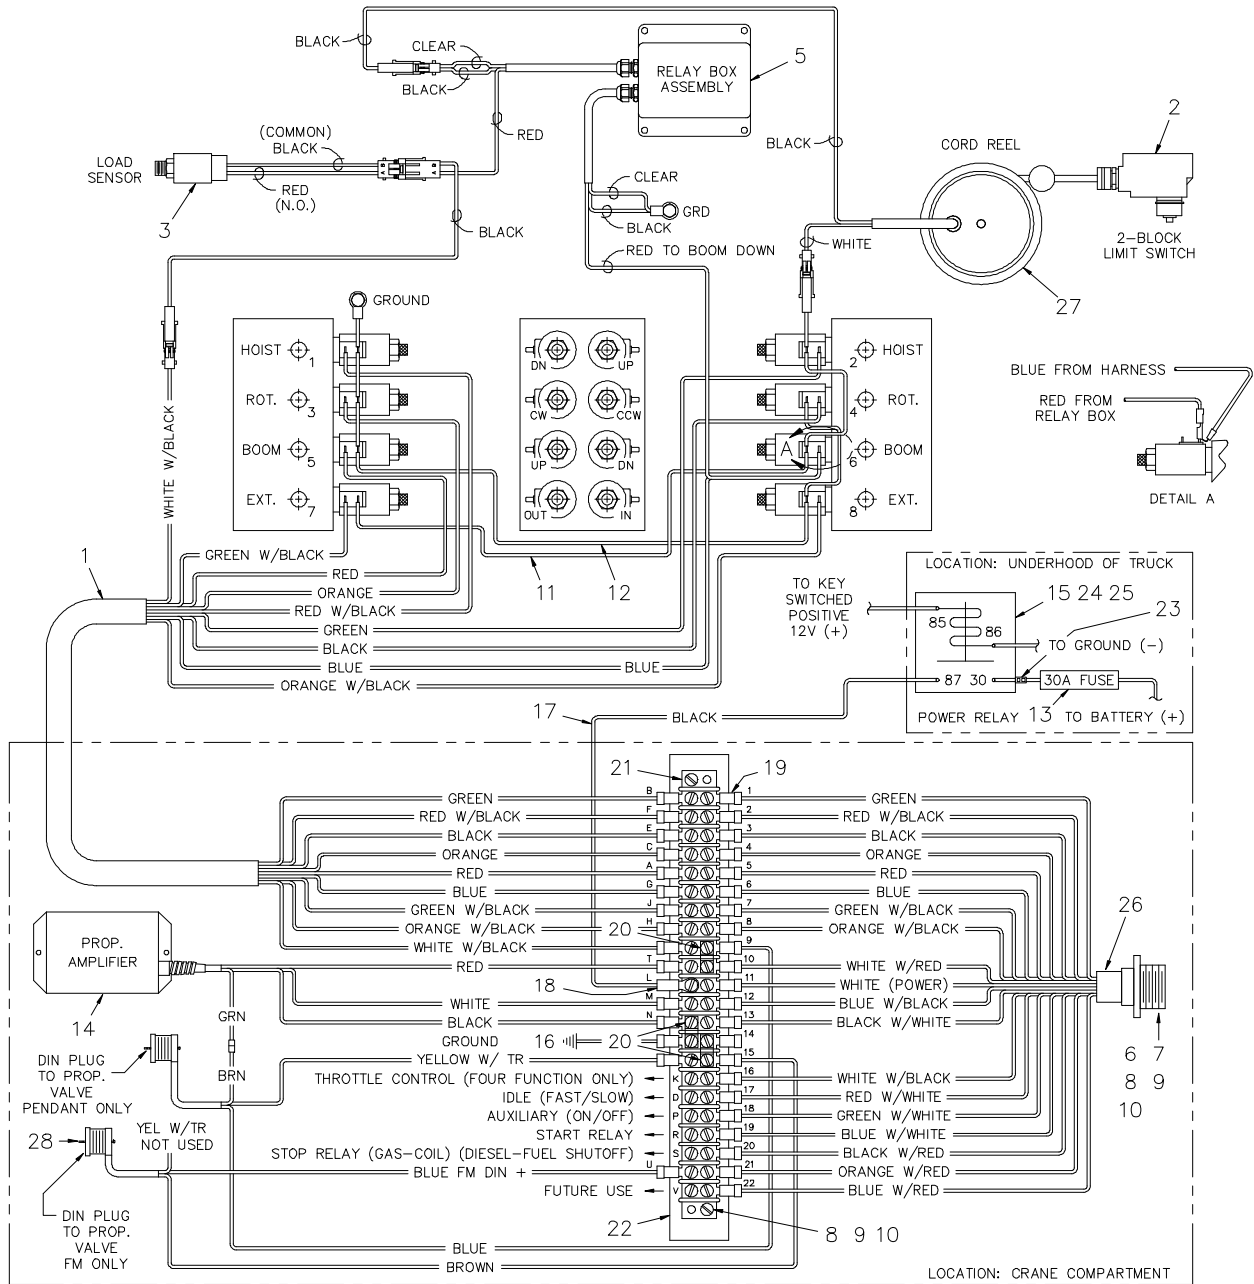 BLACK
CLEAR
BLACK
RELAY BOX
ASSEMBLY
5
RED
(COMMON)
BLACK
LOAD
SENSOR
B
A
A
B
RED
(N.O.)
3
BLACK
CLEAR
BLACK
GRD
RED TO BOOM DOWN
BLACK
CORD REEL
2
2-BLOCK
LIMIT SWITCH
WHITE
27
GROUND
HOIST
1
ROT.
3
BOOM
5
EXT.
7
DN
UP
CW
CCW
UP
DN
OUT
IN
2
HOIST
4
ROT.
A
6
BOOM
8
EXT.
BLUE FROM HARNESS
RED FROM
RELAY BOX
DETAIL A
WHITE W/BLACK
1
GREEN W/BLACK
RED
ORANGE
RED W/BLACK
GREEN
BLACK
BLUE
BLUE
ORANGE W/BLACK
11
12
LOCATION: UNDERHOOD OF TRUCK
TO KEY
SWITCHED
POSITIVE
12V (+)
85
86
15 24 25
23
TO GROUND (-)
87 30
30A FUSE
POWER RELAY
13
TO BATTERY (+)
17
BLACK
21
19
B
GREEN
1
GREEN
F
RED W/BLACK
2
RED W/BLACK
E
BLACK
3
BLACK
C
ORANGE
4
ORANGE
A
RED
5
RED
G
BLUE
6
BLUE
J
GREEN W/BLACK
7
GREEN W/BLACK
H
ORANGE W/BLACK
8
ORANGE W/BLACK
WHITE W/BLACK
20
9
T
RED
10
WHITE W/RED
L
18
11
WHITE (POWER)
M
WHITE
12
BLUE W/BLACK
N
BLACK
13
BLACK W/WHITE
GROUND
16
20
14
YELLOW W/ TR
15
THROTTLE CONTROL (FOUR FUNCTION ONLY)
K
16
WHITE W/BLACK
IDLE (FAST/SLOW)
D
17
RED W/WHITE
AUXILIARY (ON/OFF)
P
18
GREEN W/WHITE
START RELAY
R
19
BLUE W/WHITE
STOP RELAY (GAS-COIL) (DIESEL-FUEL SHUTOFF)
S
20
BLACK W/RED
BLUE FM DIN +
U
21
ORANGE W/RED
FUTURE USE
V
22
BLUE W/RED
PROP.
AMPLIFIER
14
GRN
BRN
DIN PLUG
TO PROP.
VALVE
PENDANT ONLY
YEL W/TR
NOT USED
28
DIN PLUG
TO PROP.
VALVE
FM ONLY
26
6 7
8 9
10
22
8 9 10
BLUE
BROWN
LOCATION: CRANE COMPARTMENT